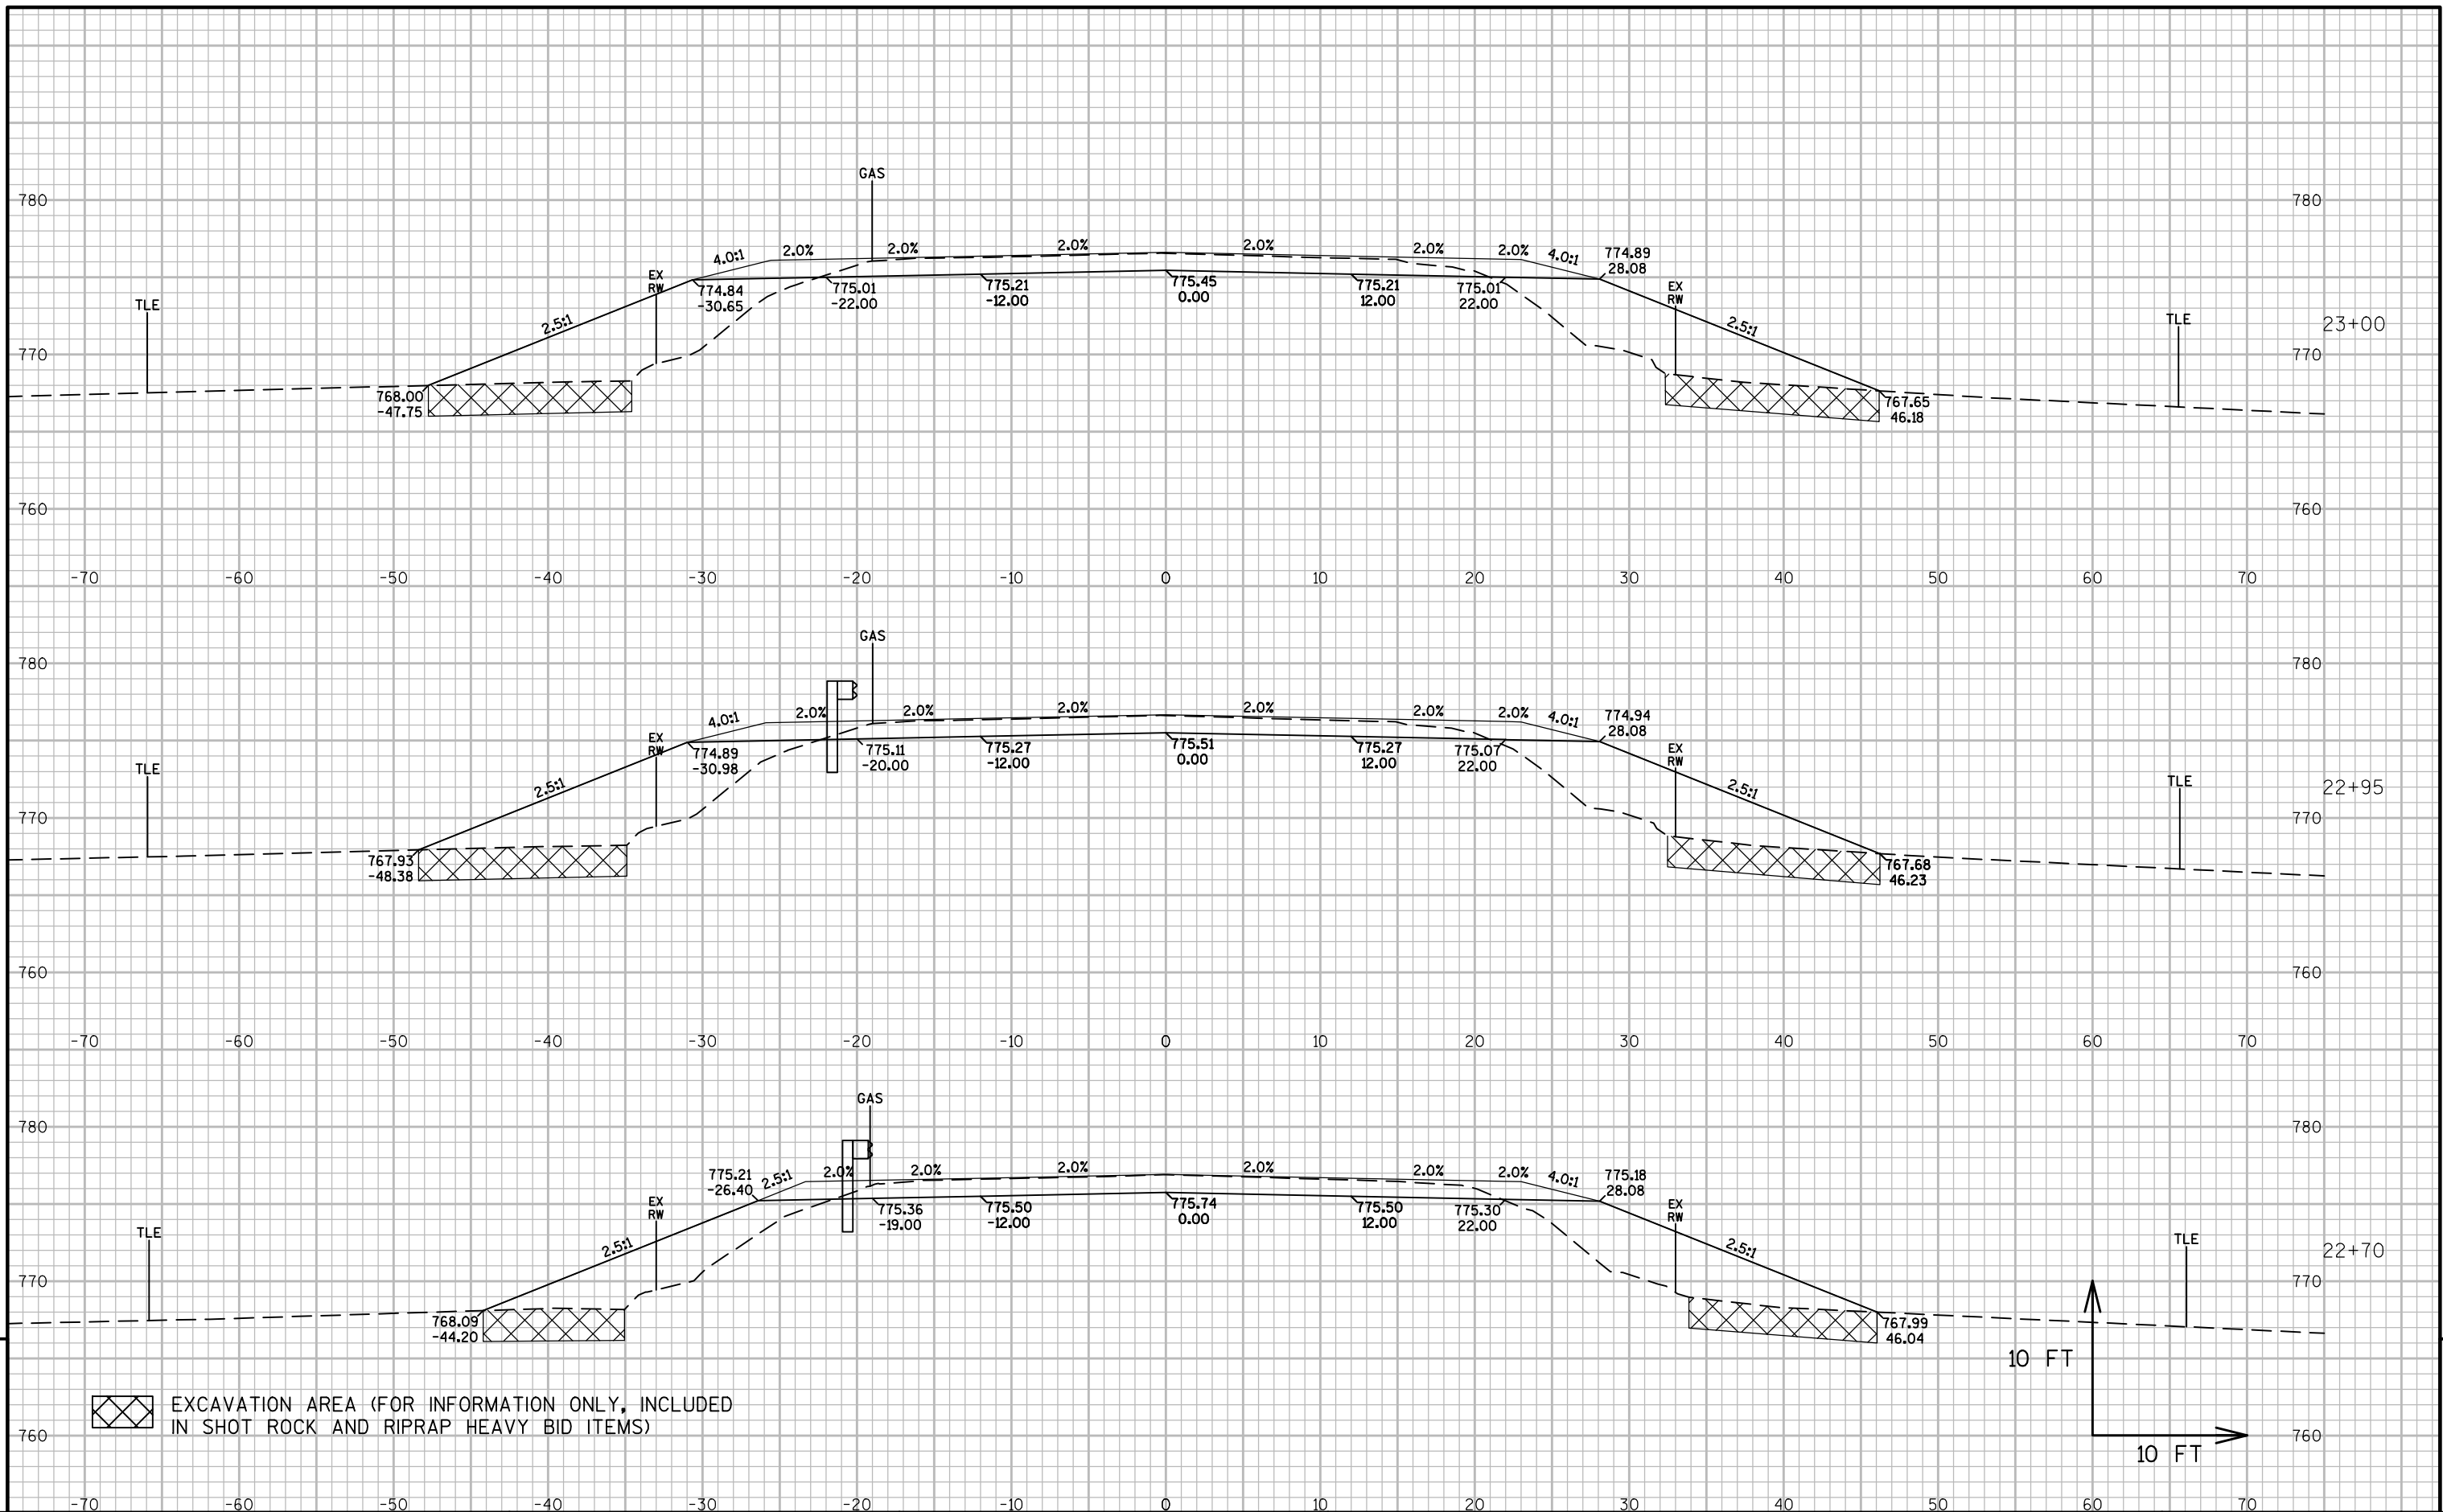 GAS
780 780
4.0:1 2.0% 2.0% 2.0% 2.0% 2.0% 2.0% 4.0:1
774.89
28.08
EX
RW
774.84
-30.65
775.01
-22.00
775.21
-12.00
775.45
0.00
775.21
12.00
775.01
22.00
EX
RW
TLE 2.5:1 2.5:1 TLE
23+00
770 770
768.00
-47.75
767.65
46.18
760 760
-70 -60 -50 -40 -30 -20 -10 0 10 20 30 40 50 60 70
GAS
780 780
4.0:1 2.0% 2.0% 2.0% 2.0% 2.0% 2.0% 4.0:1
774.94
28.08
EX
RW
774.89
-30.98
775.11
-20.00
775.27
-12.00
775.51
0.00
775.27
12.00
775.07
22.00
EX
RW
TLE 2.5:1 2.5:1 TLE
22+95
770 770
767.93
-48.38
767.68
46.23
760 760
-70 -60 -50 -40 -30 -20 -10 0 10 20 30 40 50 60 70
GAS
780 780
775.21
-26.40
2.5:1 2.0% 2.0% 2.0% 2.0% 2.0% 2.0% 4.0:1
775.18
28.08
EX
RW
775.36
-19.00
775.50
-12.00
775.74
0.00
775.50
12.00
775.30
22.00
EX
RW
TLE 2.5:1 2.5:1 TLE
22+70
770 770
768.09
-44.20
767.99
46.04
10 FT
EXCAVATION AREA (FOR INFORMATION ONLY, INCLUDED
IN SHOT ROCK AND RIPRAP HEAVY BID ITEMS)
760 760
10 FT
-70 -60 -50 -40 -30 -20 -10 0 10 20 30 40 50 60 70